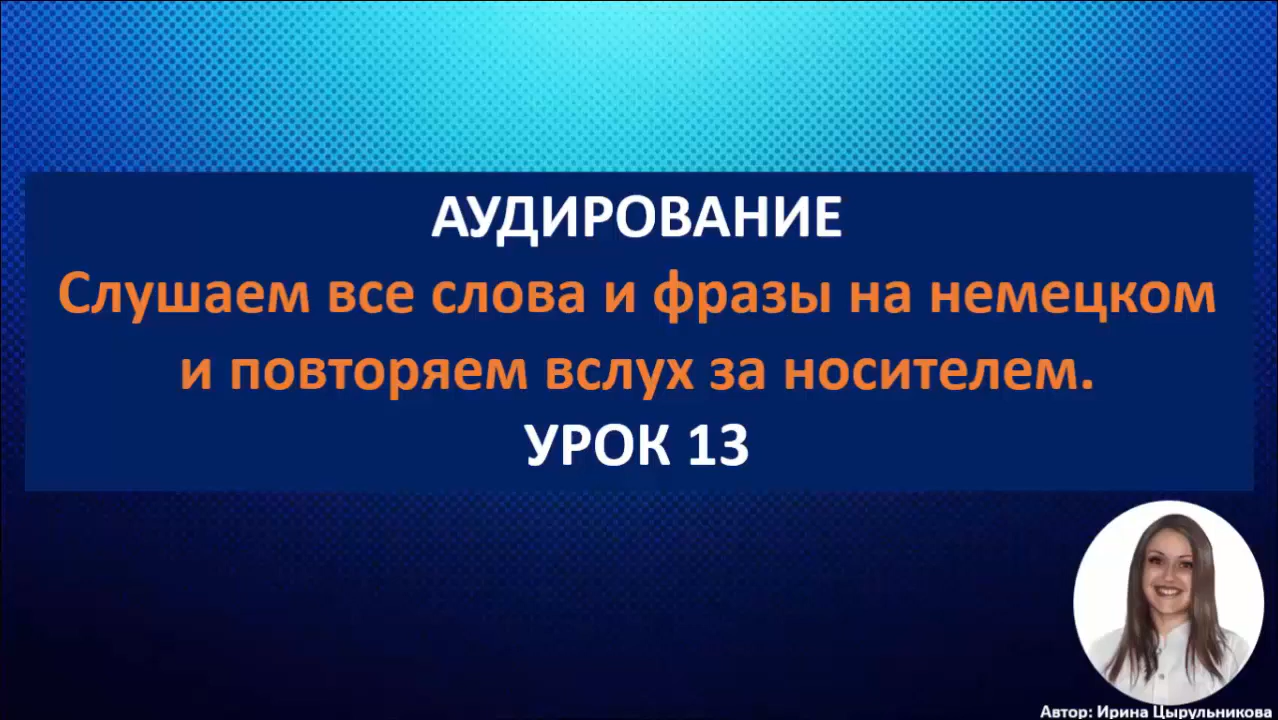 АУДИРОВАНИЕ
Слушаем все слова и фразы на немецком
и повторяем вслух за носителем.
УРОК 13
Автор: Ирина Цырульникова